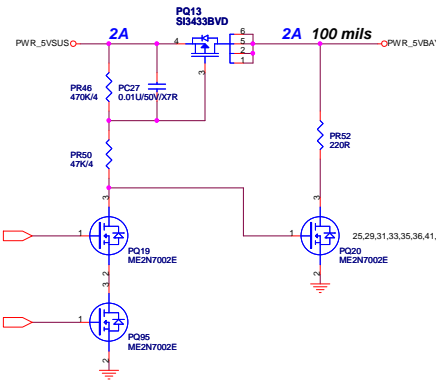 PQ13
SI3433BVD
PWR_5VSUS
2A
4
6
5
2
1
3
2A 100 mils
PWR_5VBA
PR46
470K/4
PC27
0.01U/50V/X7R
PR50
47K/4
PR52
220R
3
1
2
PQ19
ME2N7002E
3
1
2
PQ20
ME2N7002E
25,29,31,33,35,36,41,
3
1
2
PQ95
ME2N7002E